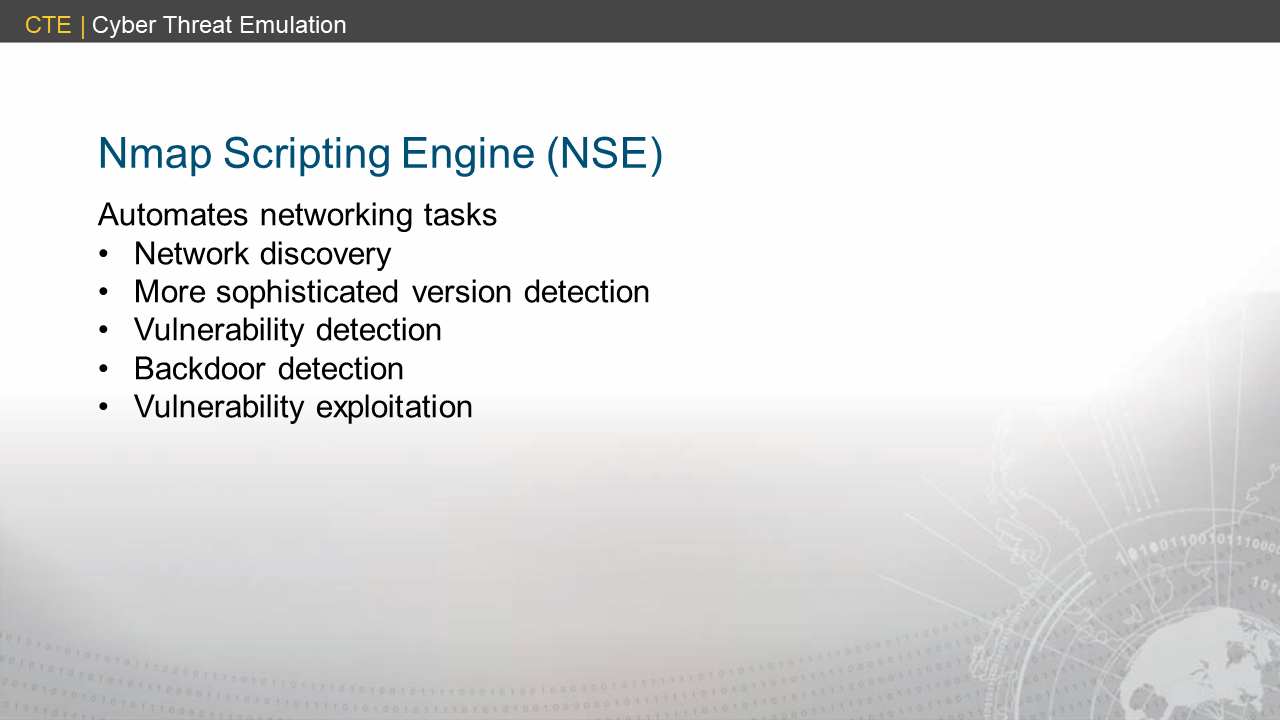 CTE | Cyber Threat Emulation
Nmap Scripting Engine (NSE)
Automates networking tasks
• Network discovery
• More sophisticated version detection
• Vulnerability detection
• Backdoor detection
• Vulnerability exploitation